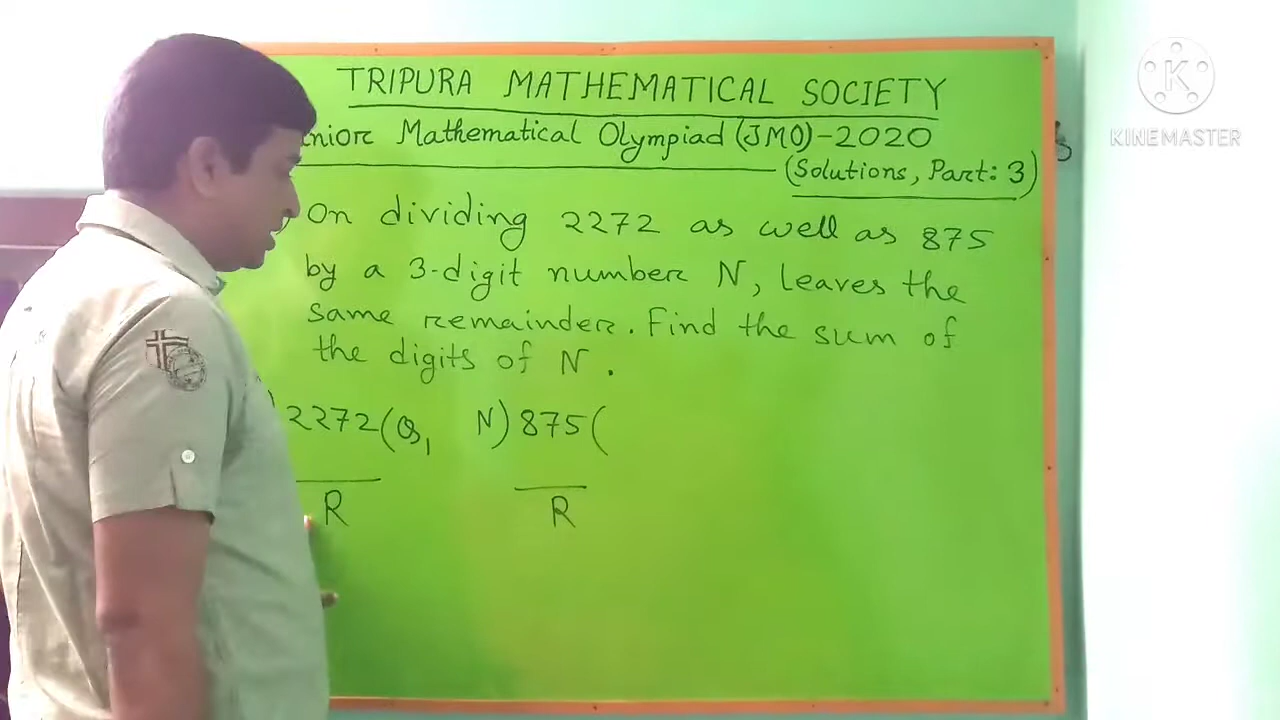 TRIPURA MATHEMATICAL SOCIETY
niore Mathematical Olympiad (JMO)-2020
(Solutions, Part: 3)
On dividing 2272 as well as 875
by a 3-digit number N, leaves the
same remainder. Find the sum of
the digits of N.
) 2272 ( Q1 N) 875 (
R R
K
KINEMASTER